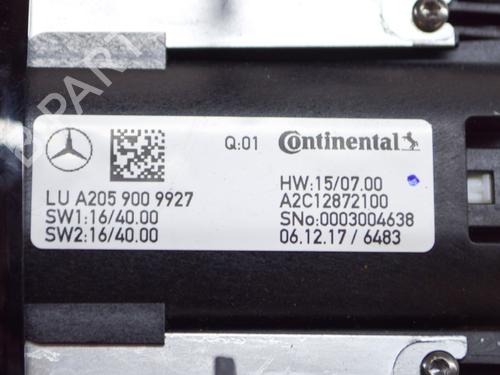 Q:01 Continental
LU A205 900 9927
SW1:16/40.00
SW2:16/40.00
HW:15/07.00
A2C12872100
SNo:0003004638
06.12.17 / 6483
B-PARTS